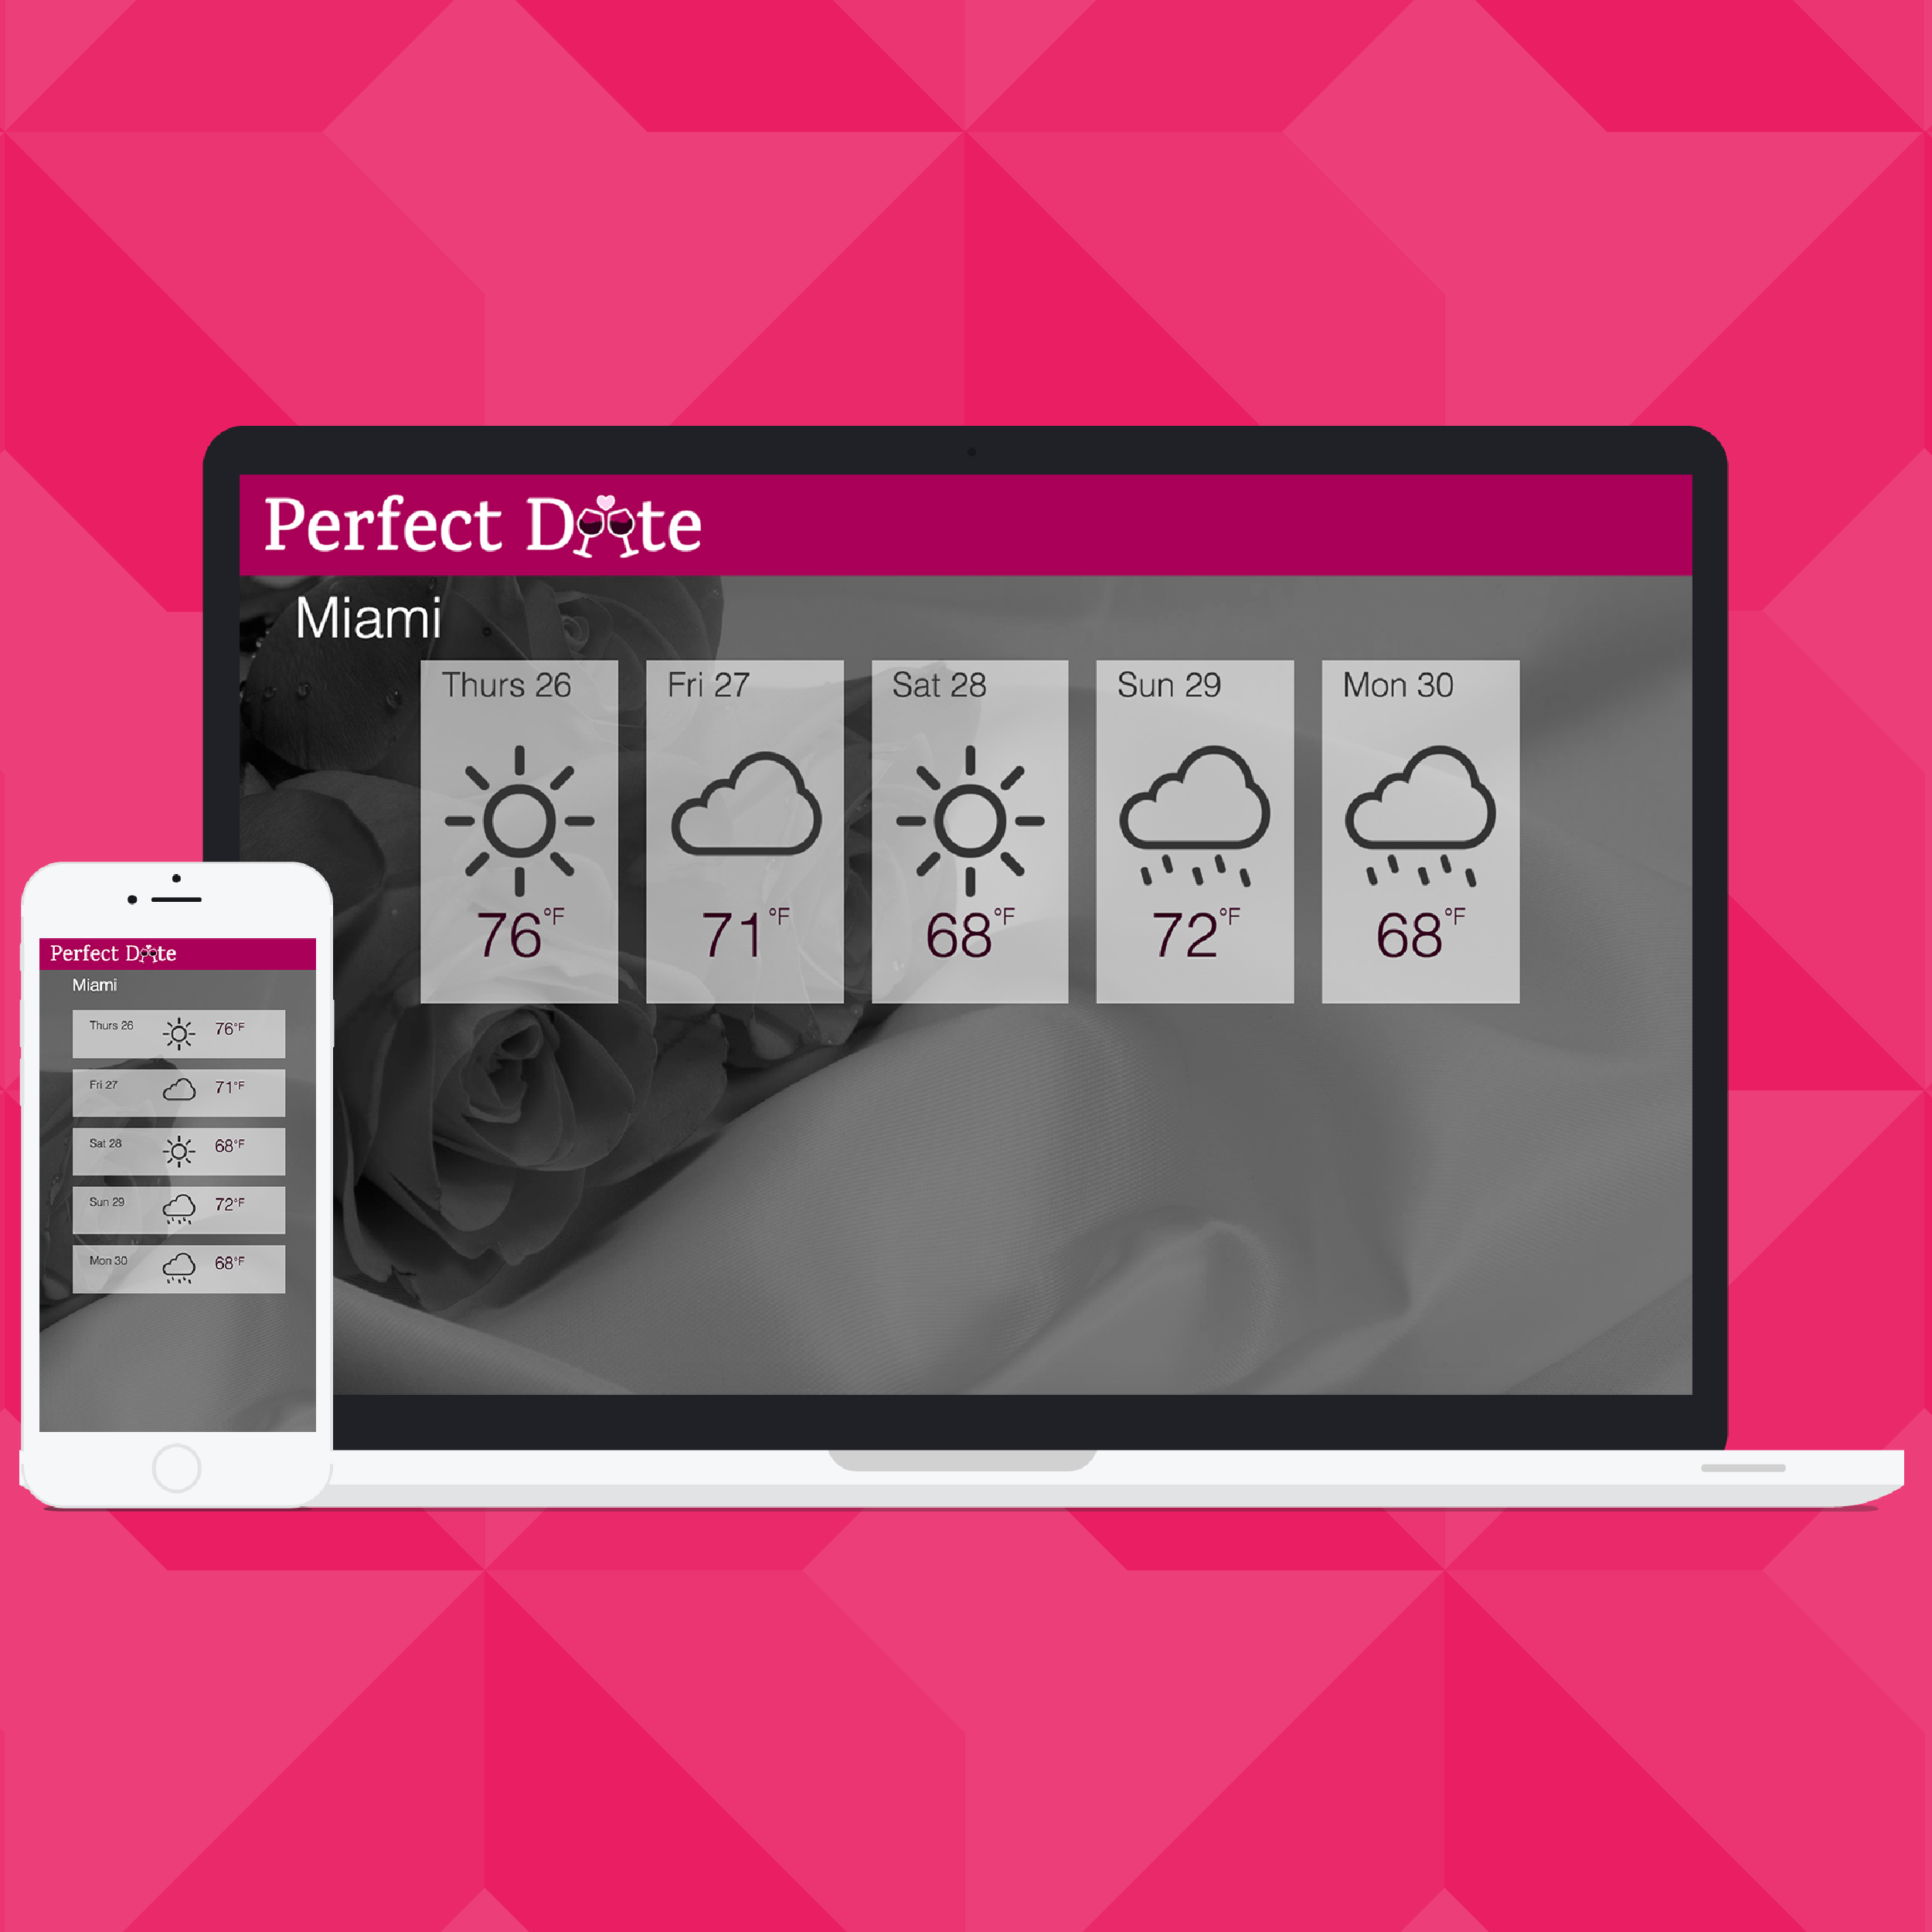 Perfect Date
Miami
Thurs 26
Fri 27
Sat 28
Sun 29
Mon 30
76°F
71°F
68°F
72°F
68°F
Perfect Date
Miami
Thurs 26 76°F
Fri 27 71°F
Sat 28 68°F
Sun 29 72°F
Mon 30 68°F